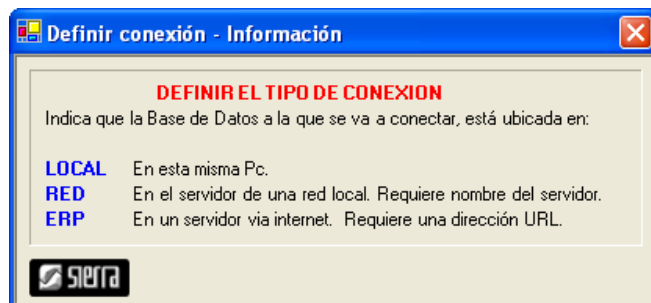 Definir conexión - Información
DEFINIR EL TIPO DE CONEXION
Indica que la Base de Datos a la que se va a conectar, está ubicada en:
LOCAL En esta misma Pc.
RED En el servidor de una red local. Requiere nombre del servidor.
ERP En un servidor via internet. Requiere una dirección URL.
sierra